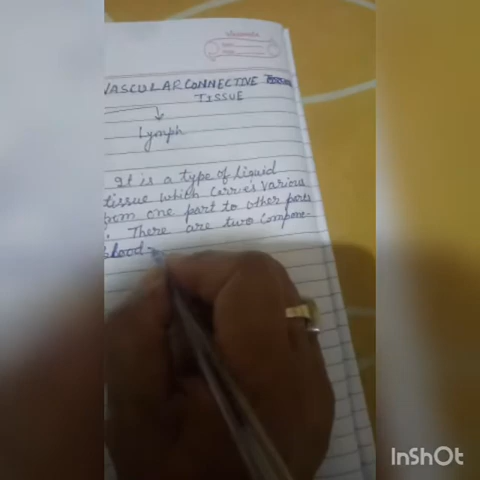 VASCULAR CONNECTIVE
TISSUE
Lymph
It is a type of liquid
tissue which carries various
from one part to other parts
. There are two compone-
blood-
InShOt